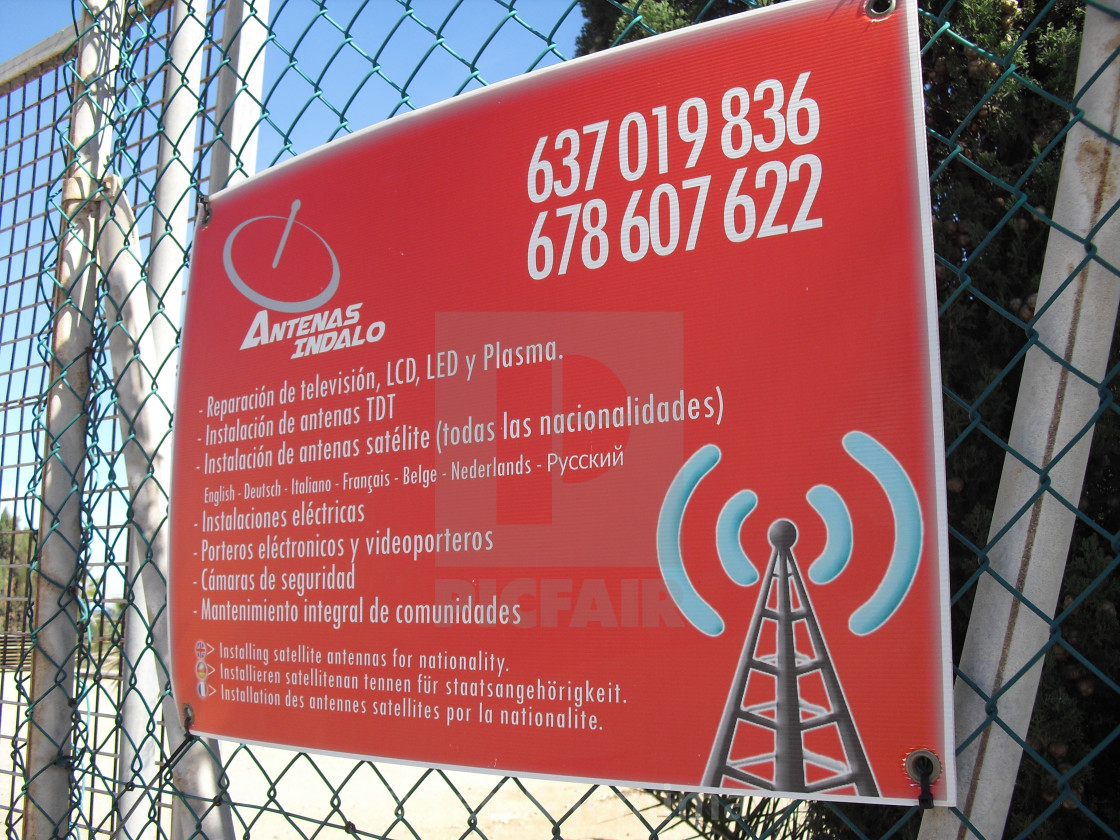 637 019 836
678 607 622
ANTENAS
INDALO
- Reparación de televisión, LCD, LED y Plasma.
- Instalación de antenas TDT
- Instalación de antenas satélite (todas las nacionalidades)
English - Deutsch - Italiano - Français - Belge - Nederlands - Русский
- Instalaciones eléctricas
- Porteros eléctronicos y videoporteros
- Cámaras de seguridad
- Mantenimiento integral de comunidades
> Installing satellite antennas for nationality.
> Installieren satellitenan tennen für staatsangehörigkeit.
> Installation des antennes satellites por la nationalite.
PICFAIR